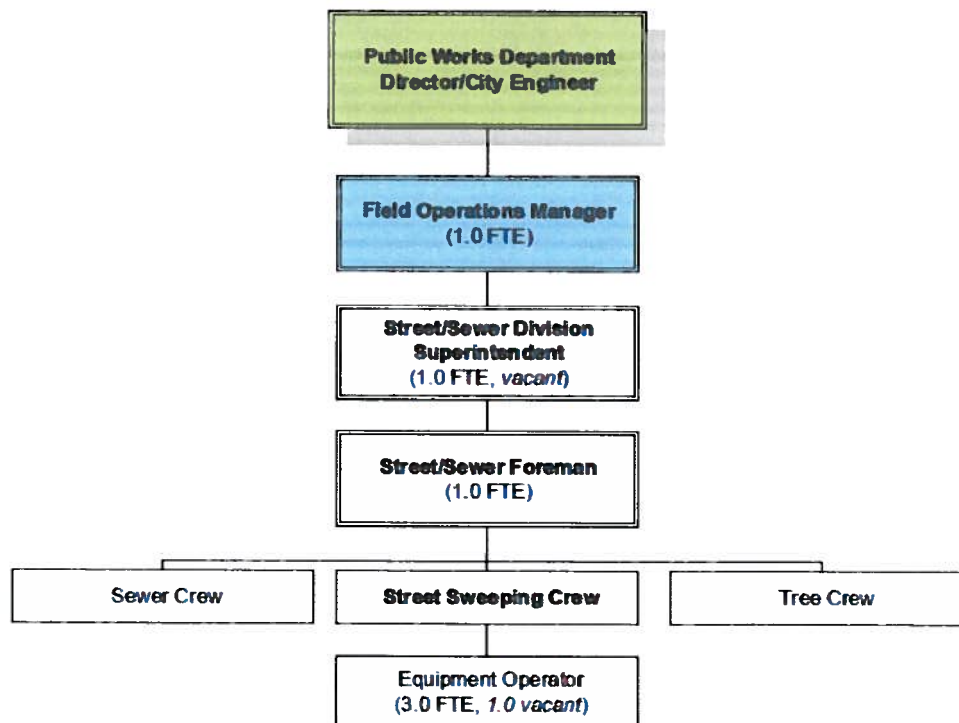 Public Works Department
Director/City Engineer
Field Operations Manager
(1.0 FTE)
Street/Sewer Division
Superintendent
(1.0 FTE, vacant)
Street/Sewer Foreman
(1.0 FTE)
Sewer Crew
Street Sweeping Crew
Tree Crew
Equipment Operator
(3.0 FTE, 1.0 vacant)